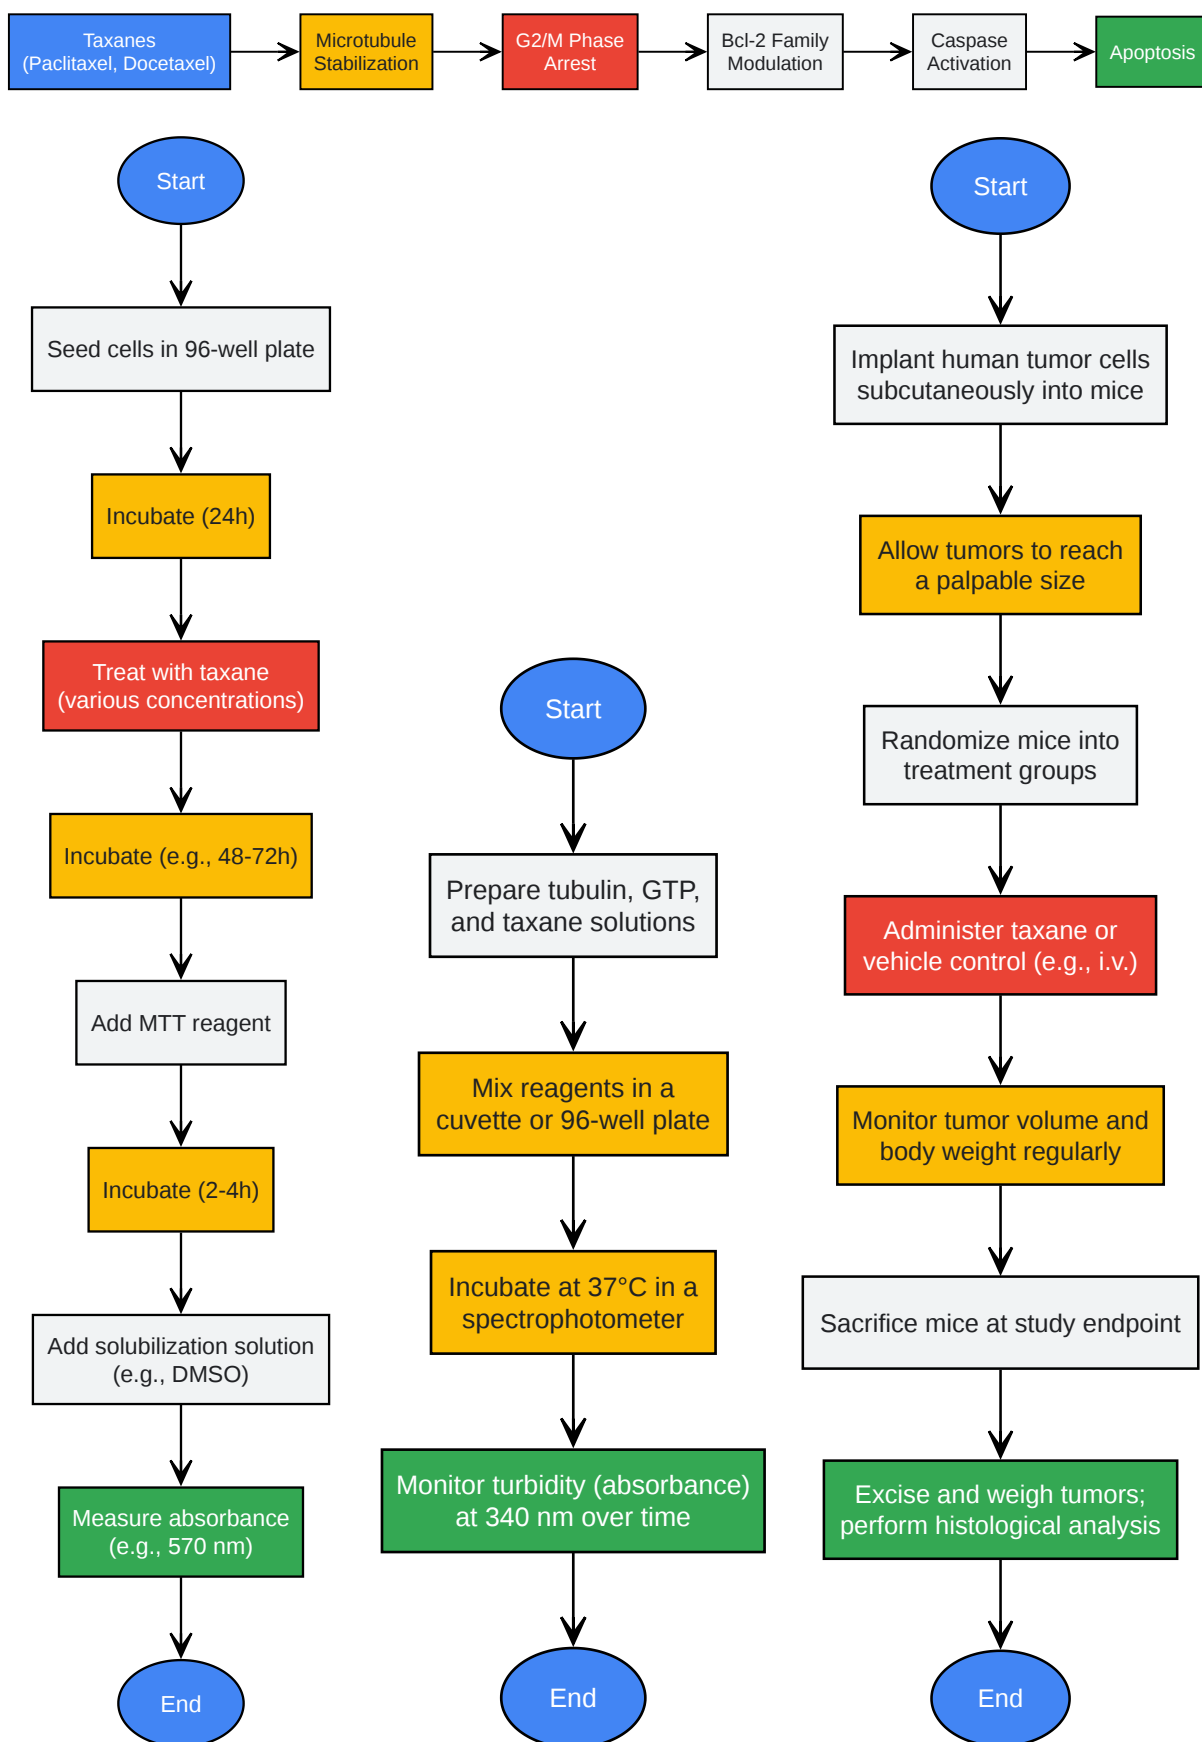 Taxanes
(Paclitaxel, Docetaxel)
Microtubule
Stabilization
G2/M Phase
Arrest
Bcl-2 Family
Modulation
Caspase
Activation
Apoptosis
Start
Seed cells in 96-well plate
Incubate (24h)
Treat with taxane
(various concentrations)
Incubate (e.g., 48-72h)
Add MTT reagent
Incubate (2-4h)
Add solubilization solution
(e.g., DMSO)
Measure absorbance
(e.g., 570 nm)
End
Start
Prepare tubulin, GTP,
and taxane solutions
Mix reagents in a
cuvette or 96-well plate
Incubate at 37°C in a
spectrophotometer
Monitor turbidity (absorbance)
at 340 nm over time
End
Start
Implant human tumor cells
subcutaneously into mice
Allow tumors to reach
a palpable size
Randomize mice into
treatment groups
Administer taxane or
vehicle control (e.g., i.v.)
Monitor tumor volume and
body weight regularly
Sacrifice mice at study endpoint
Excise and weigh tumors;
perform histological analysis
End